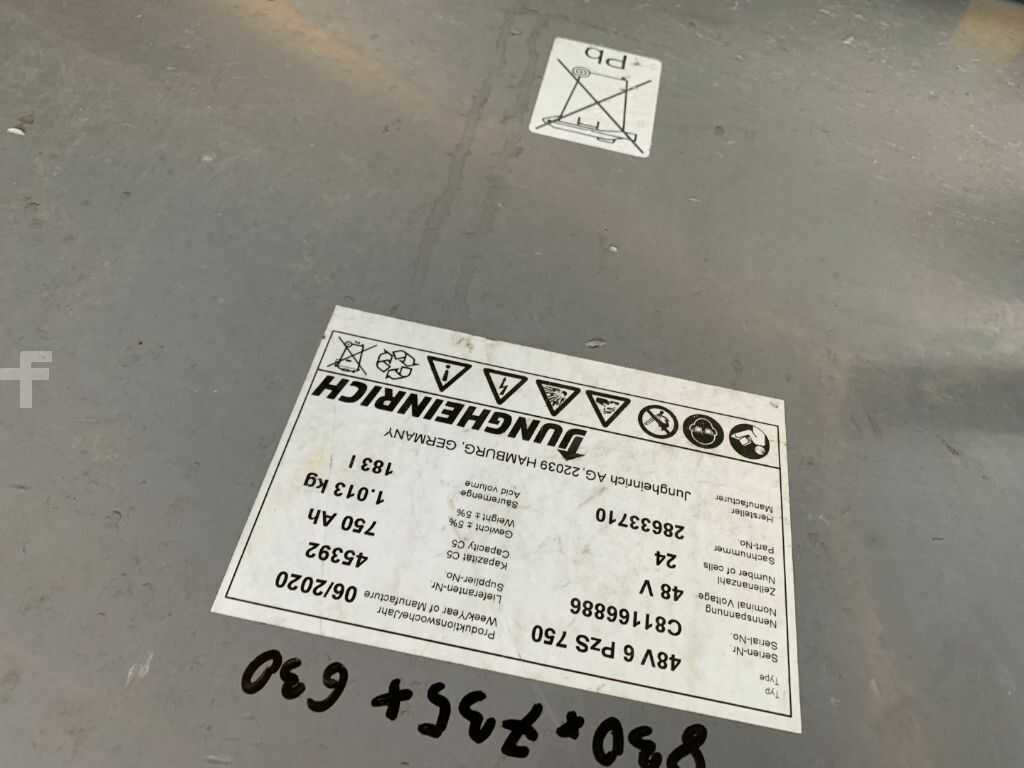 830 x 735 x 630
Typ
Type
48V 6 PzS 750
Produktionswoche/Jahr
Week/Year of Manufacture
06/2020
Serien-Nr.
Serial-No.
C81166886
Lieferanten-Nr.
Supplier-No.
45392
Nennspannung
Nominal Voltage
48 V
Kapazität C5
Capacity C5
750 Ah
Zellenanzahl
Number of cells
24
Gewicht ± 5%
Weight ± 5%
1.013 kg
Sachnummer
Part-No.
28633710
Säuremenge
Acid volume
183 l
Hersteller
Manufacturer
Jungheinrich AG, 22039 HAMBURG, GERMANY
JUNGHEINRICH
Pb